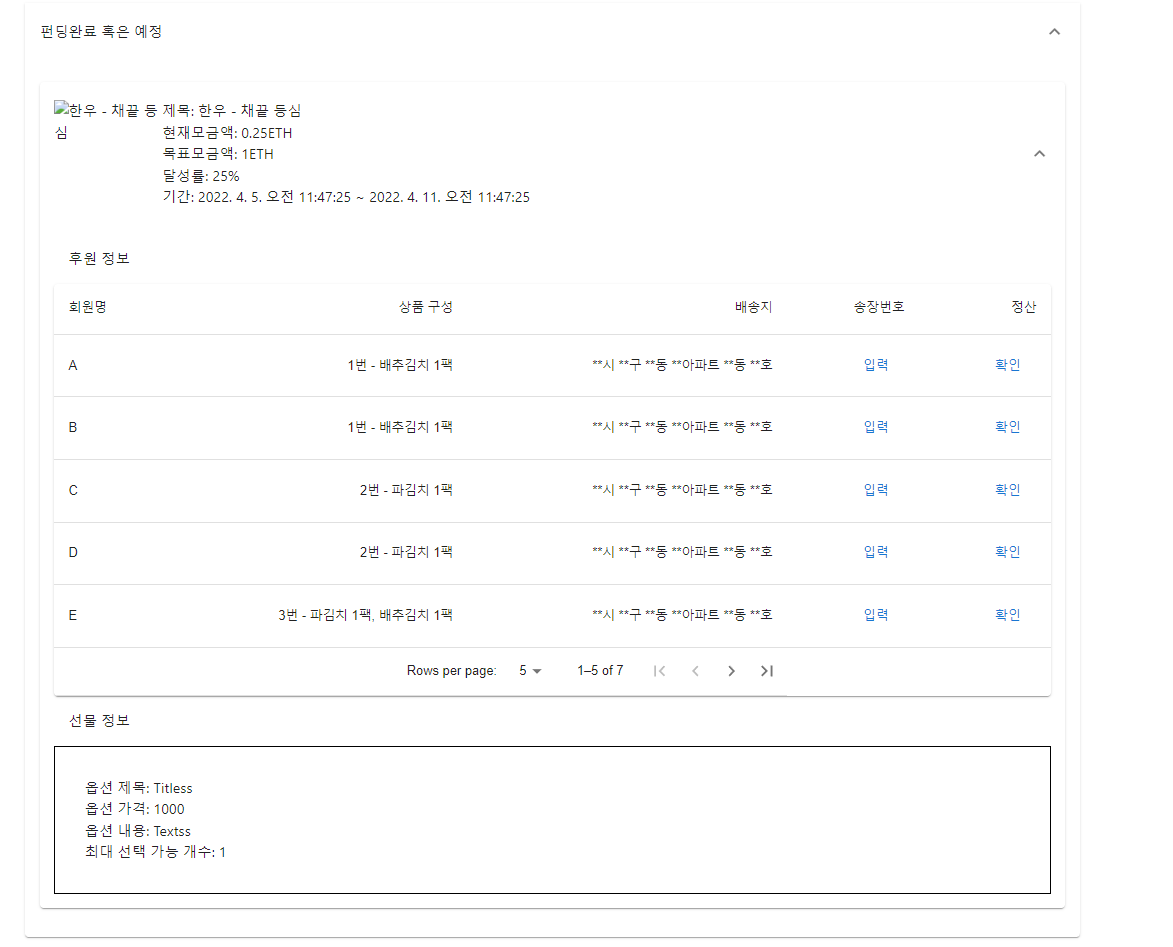 펀딩완료 혹은 예정
한우 - 채끝 등심
제목: 한우 - 채끝 등심
현재모금액: 0.25ETH
목표모금액: 1ETH
달성률: 25%
기간: 2022. 4. 5. 오전 11:47:25 ~ 2022. 4. 11. 오전 11:47:25
후원 정보
회원명 상품 구성 배송지 송장번호 정산
A 1번 - 배추김치 1팩 **시 **구 **동 **아파트 **동 **호 입력 확인
B 1번 - 배추김치 1팩 **시 **구 **동 **아파트 **동 **호 입력 확인
C 2번 - 파김치 1팩 **시 **구 **동 **아파트 **동 **호 입력 확인
D 2번 - 파김치 1팩 **시 **구 **동 **아파트 **동 **호 입력 확인
E 3번 - 파김치 1팩, 배추김치 1팩 **시 **구 **동 **아파트 **동 **호 입력 확인
Rows per page: 5 1–5 of 7
선물 정보
옵션 제목: Titless
옵션 가격: 1000
옵션 내용: Textss
최대 선택 가능 개수: 1